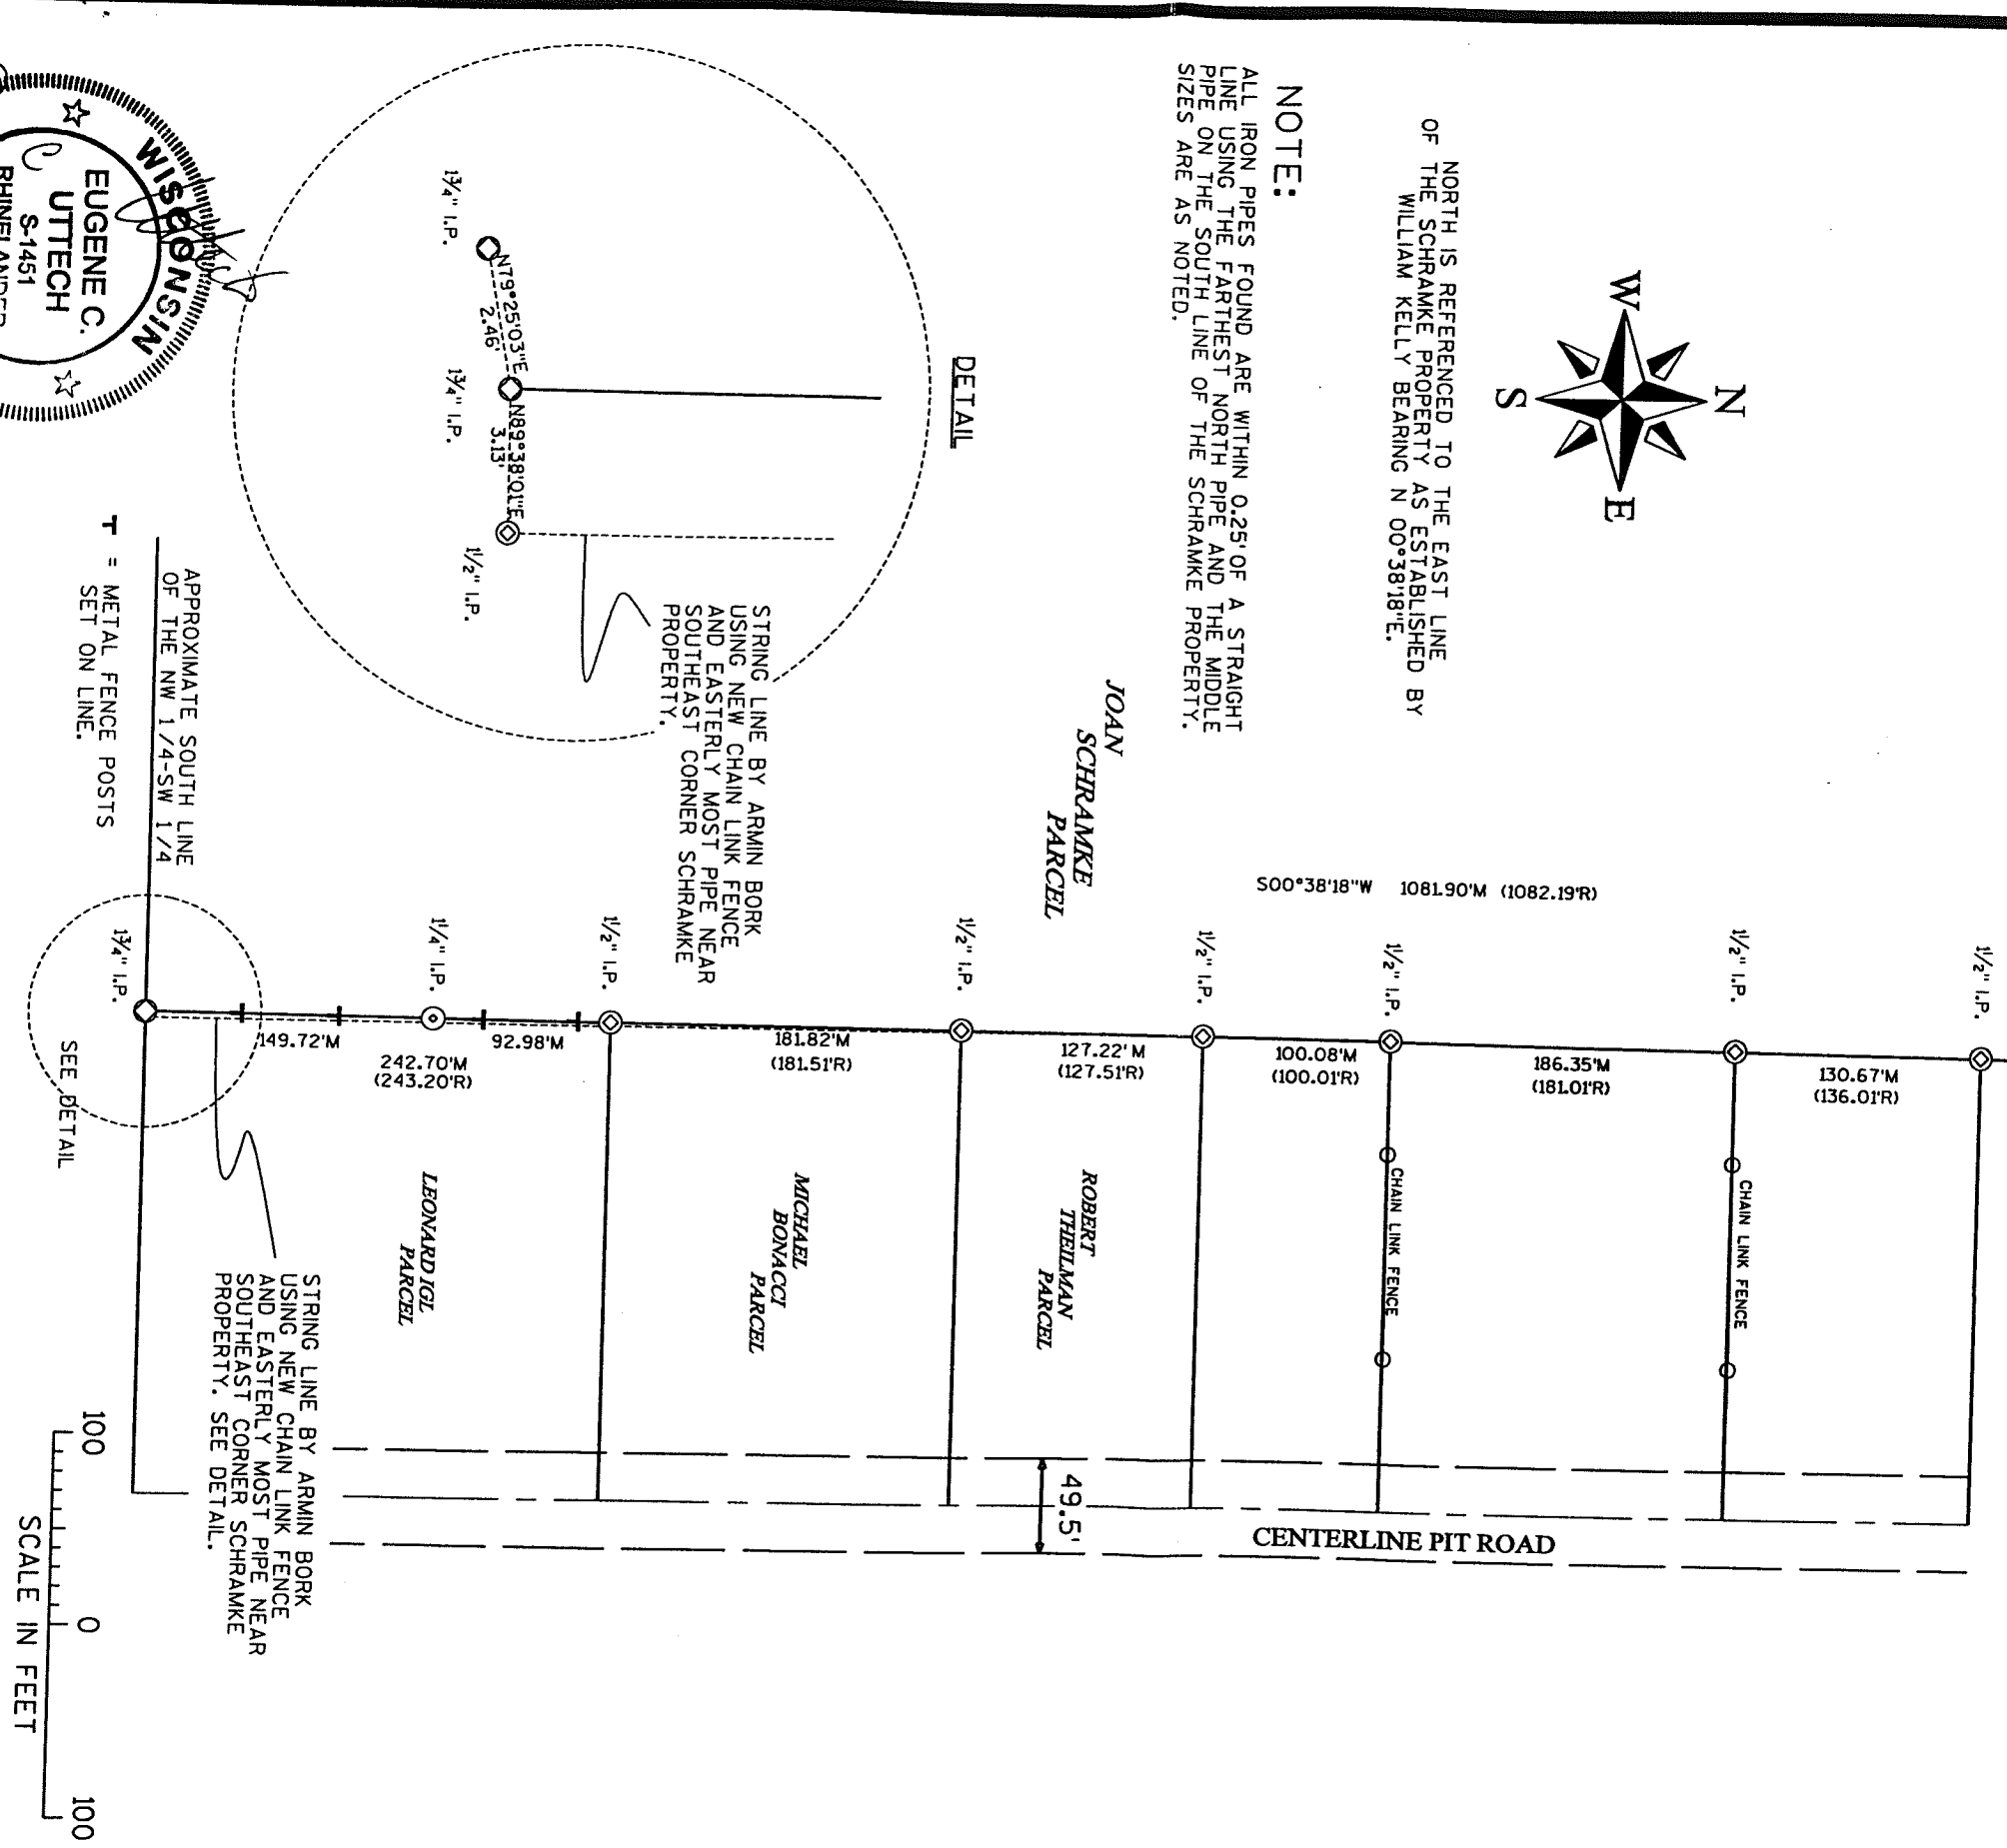 W
N
E
S
NORTH IS REFERENCED TO THE EAST LINE
OF THE SCHRAMKE PROPERTY AS ESTABLISHED BY
WILLIAM KELLY BEARING N 00°38'18"E.
NOTE:
ALL IRON PIPES FOUND ARE WITHIN 0.25' OF A STRAIGHT
LINE USING THE FARTHEST NORTH PIPE AND THE MIDDLE
PIPE ON THE SOUTH LINE OF THE SCHRAMKE PROPERTY.
SIZES ARE AS NOTED.
DETAIL
N79°25'03"E
2.46'
N89°38'01"E
3.13'
1¾" I.P.
1¾" I.P.
1½" I.P.
STRING LINE BY ARMIN BORK
USING NEW CHAIN LINK FENCE
AND EASTERLY MOST PIPE NEAR
SOUTHEAST CORNER SCHRAMKE
PROPERTY.
WISCONSIN
EUGENE C.
UTTECH
S-1451
RHINELANDER
JOAN
SCHRAMKE
PARCEL
S00°38'18"W 1081.90'M (1082.19'R)
APPROXIMATE SOUTH LINE
OF THE NW 1/4-SW 1/4
T = METAL FENCE POSTS
SET ON LINE.
1¾" I.P.
1¼" I.P.
1½" I.P.
1½" I.P.
1½" I.P.
1½" I.P.
1½" I.P.
1½" I.P.
149.72'M
242.70'M
(243.20'R)
92.98'M
181.82'M
(181.51'R)
127.22'M
(127.51'R)
100.08'M
(100.01'R)
186.35'M
(181.01'R)
130.67'M
(136.01'R)
SEE DETAIL
CHAIN LINK FENCE
CHAIN LINK FENCE
LEONARD IGL
PARCEL
MICHAEL
BONACCI
PARCEL
ROBERT
THEILMAN
PARCEL
STRING LINE BY ARMIN BORK
USING NEW CHAIN LINK FENCE
AND EASTERLY MOST PIPE NEAR
SOUTHEAST CORNER SCHRAMKE
PROPERTY. SEE DETAIL.
49.5'
CENTERLINE PIT ROAD
100
0
100
SCALE IN FEET